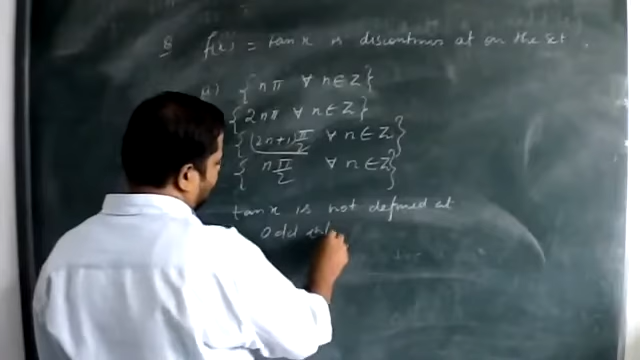 Q f(x) = tan x is discontinuous at on the set .
a) { nπ ∀ n∈Z }
{ 2nπ ∀ n∈Z }
{ (2n+1)π/2 ∀ n∈Z }
{ nπ/2 ∀ n∈Z }
tan x is not defined at
Odd